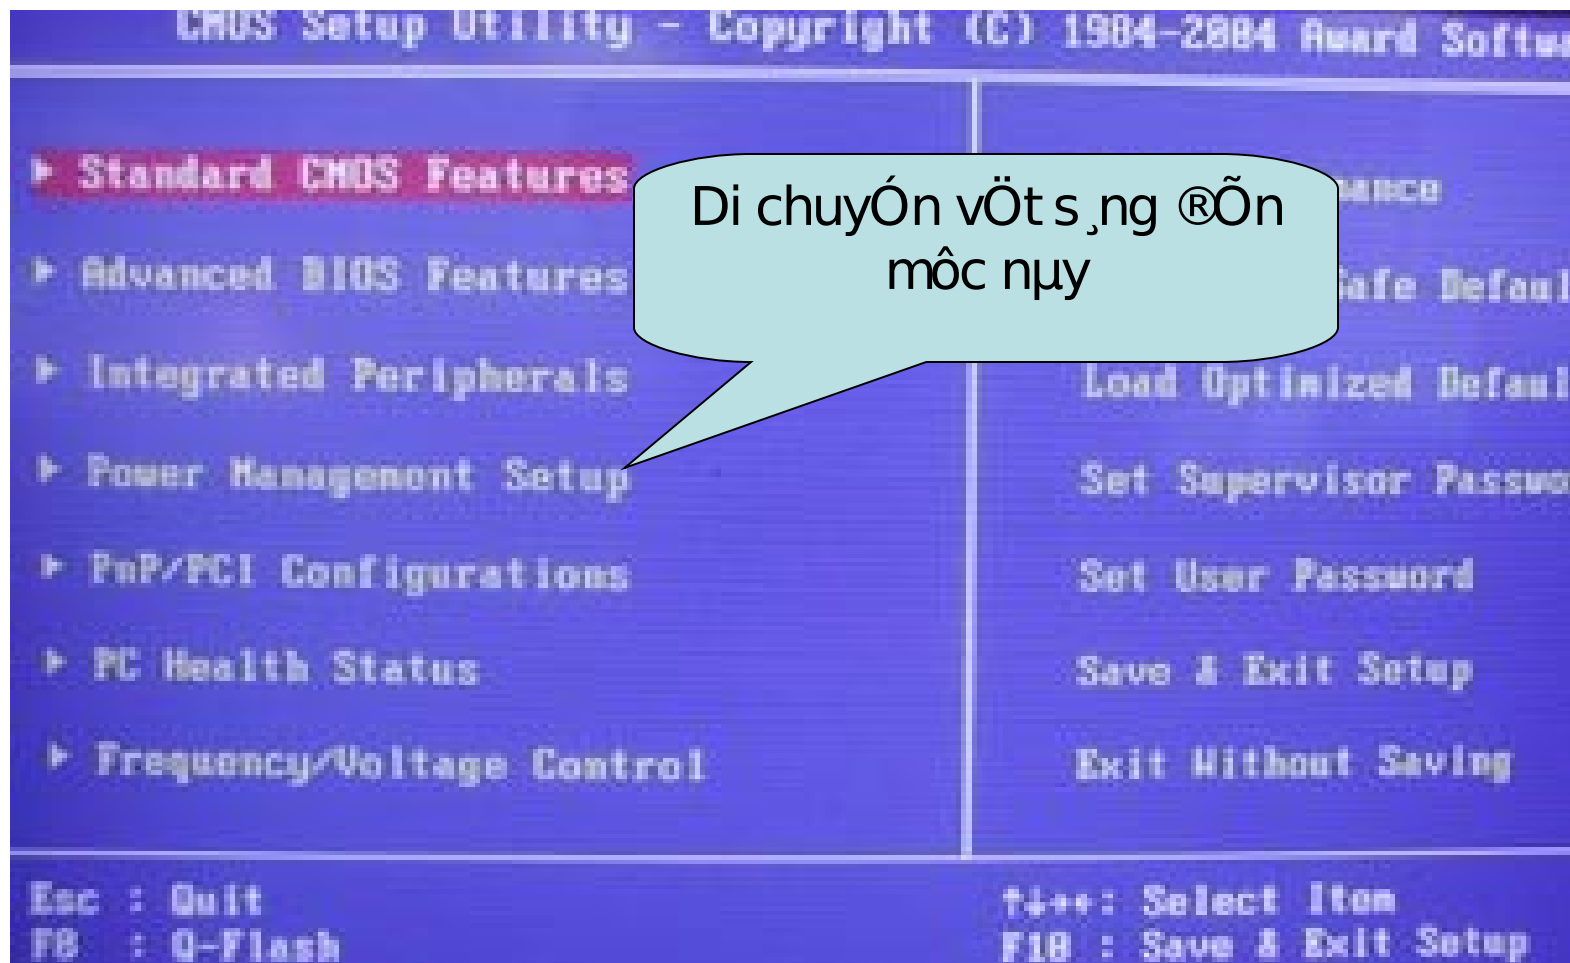 CMOS Setup Utility - Copyright (C) 1984-2004 Award
Standard CMOS Features
Advanced BIOS Features
Integrated Peripherals
Power Management Setup
PnP/PCI Configurations
PC Health Status
Frequency/Voltage Control
Di chuyÓn vÖt s¸ng ®Õn
môc nµy
Load Optimized
Set Supervisor
Set User Password
Save & Exit Setup
Exit Without Saving
Esc : Quit
F8 : Q-Flash
↑↓→←: Select Item
F10 : Save & Exit Setup